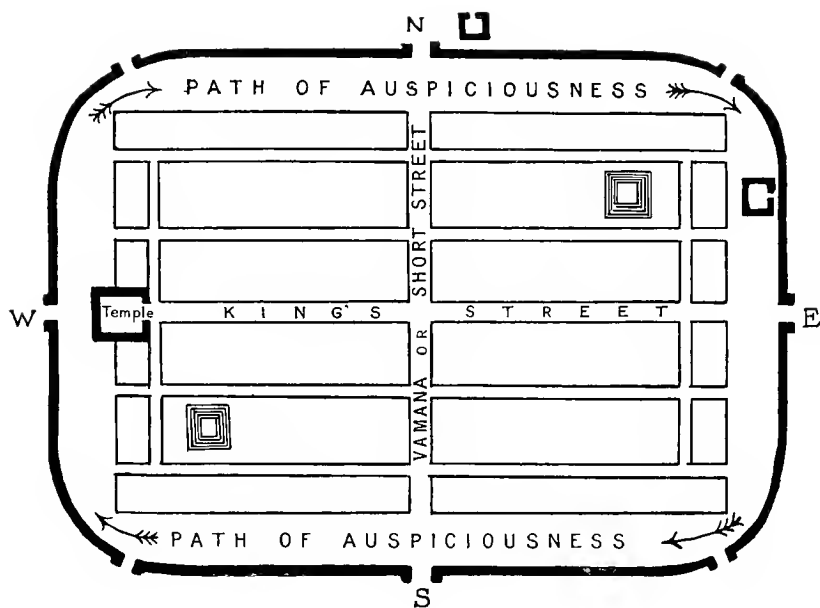 N
PATH OF AUSPICIOUSNESS
VAMANA OR SHORT STREET
W
Temple
KING'S STREET
E
PATH OF AUSPICIOUSNESS
S